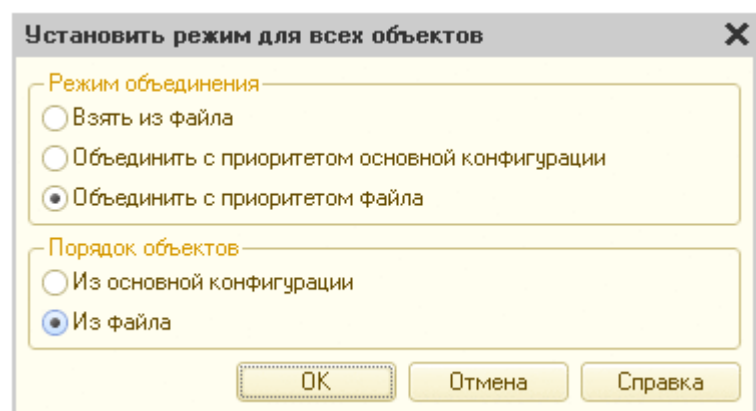 Установить режим для всех объектов
Режим объединения
Взять из файла
Объединить с приоритетом основной конфигурации
Объединить с приоритетом файла
Порядок объектов
Из основной конфигурации
Из файла
ОК Отмена Справка